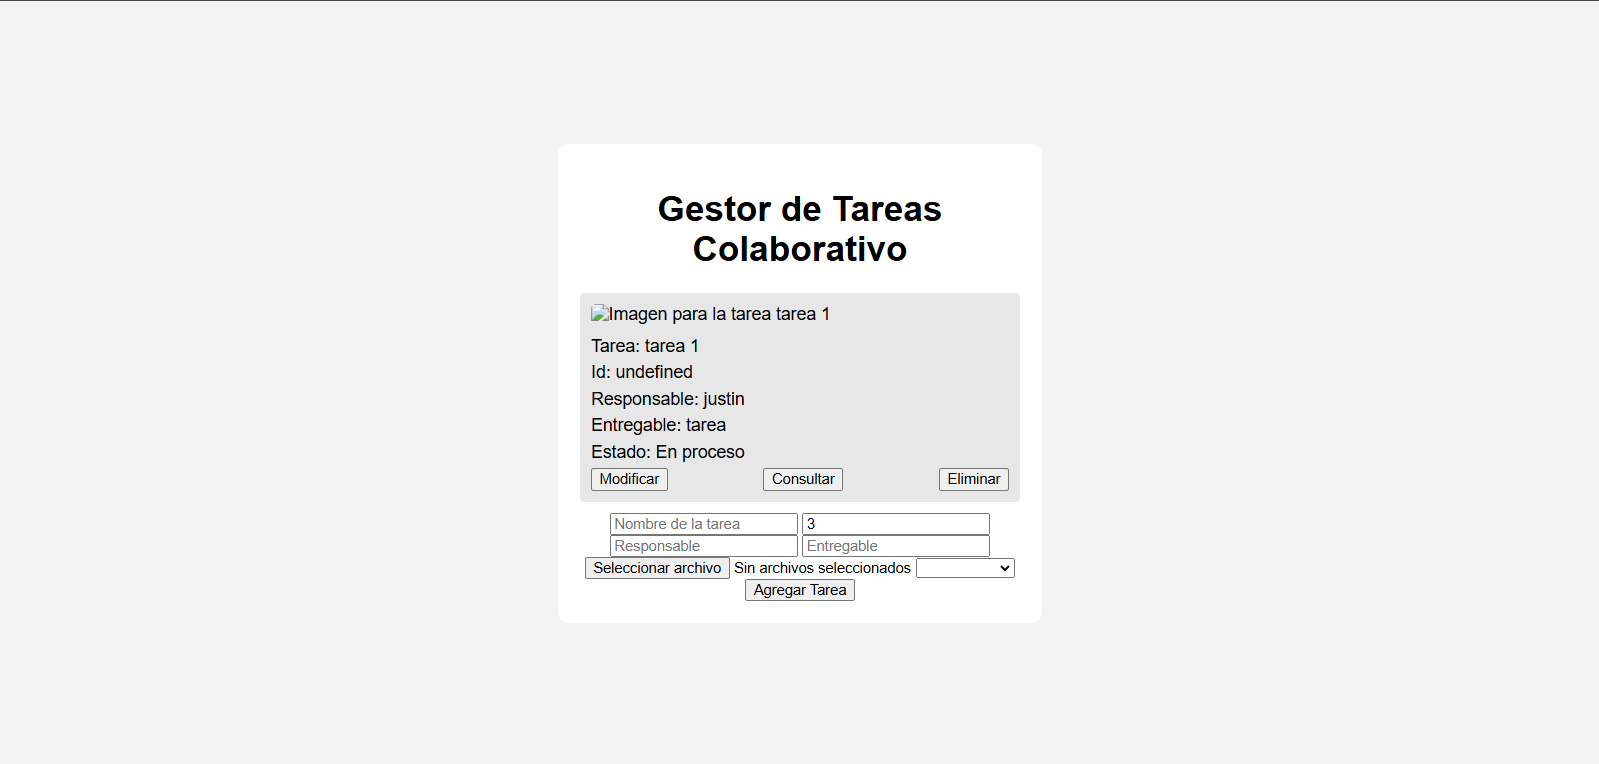 Gestor de Tareas
Colaborativo
Imagen para la tarea tarea 1
Tarea: tarea 1
Id: undefined
Responsable: justin
Entregable: tarea
Estado: En proceso
Modificar Consultar Eliminar
Nombre de la tarea 3
Responsable Entregable
Seleccionar archivo Sin archivos seleccionados
Agregar Tarea